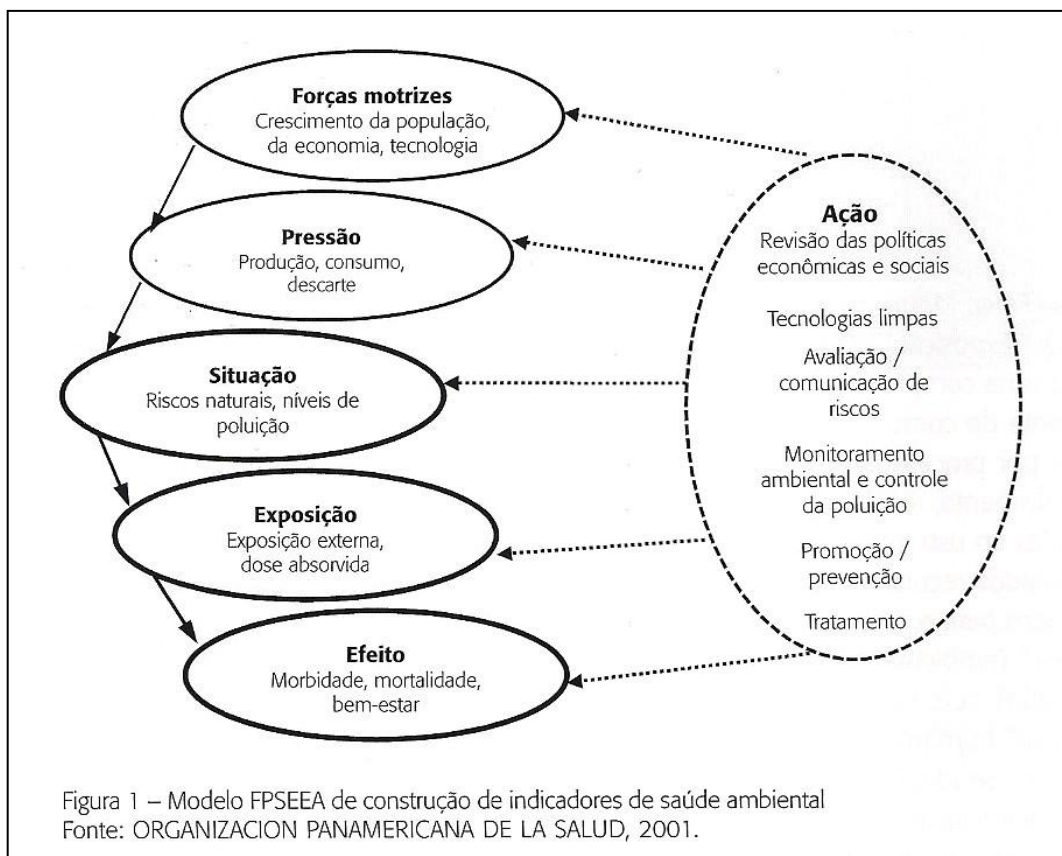 Forças motrizes
Crescimento da população,
da economia, tecnologia
Pressão
Produção, consumo,
descarte
Situação
Riscos naturais, níveis de
poluição
Exposição
Exposição externa,
dose absorvida
Efeito
Morbidade, mortalidade,
bem-estar
Ação
Revisão das políticas
econômicas e sociais
Tecnologias limpas
Avaliação /
comunicação de
riscos
Monitoramento
ambiental e controle
da poluição
Promoção /
prevenção
Tratamento
Figura 1 – Modelo FPSEEA de construção de indicadores de saúde ambiental
Fonte: ORGANIZACION PANAMERICANA DE LA SALUD, 2001.